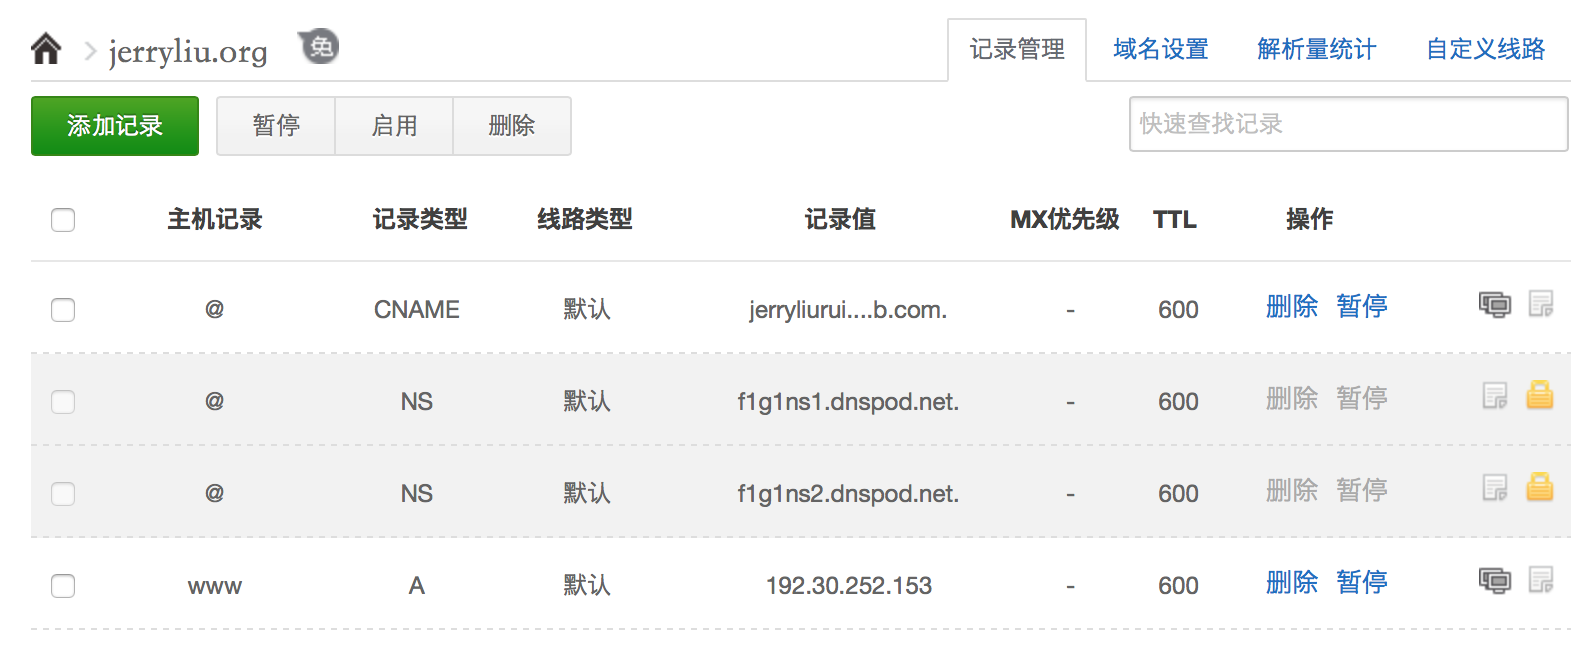 jerryliu.org 免 记录管理 域名设置 解析量统计 自定义线路
添加记录 暂停 启用 删除 快速查找记录
主机记录 记录类型 线路类型 记录值 MX优先级 TTL 操作
@ CNAME 默认 jerryliurui....b.com. - 600 删除 暂停
@ NS 默认 f1g1ns1.dnspod.net. - 600 删除 暂停
@ NS 默认 f1g1ns2.dnspod.net. - 600 删除 暂停
www A 默认 192.30.252.153 - 600 删除 暂停